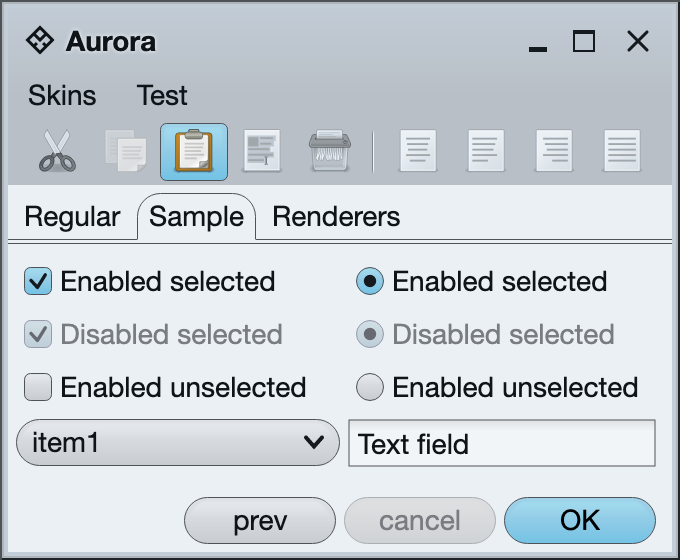 Aurora
Skins Test
Regular Sample Renderers
Enabled selected Enabled selected
Disabled selected Disabled selected
Enabled unselected Enabled unselected
item1 Text field
prev cancel OK